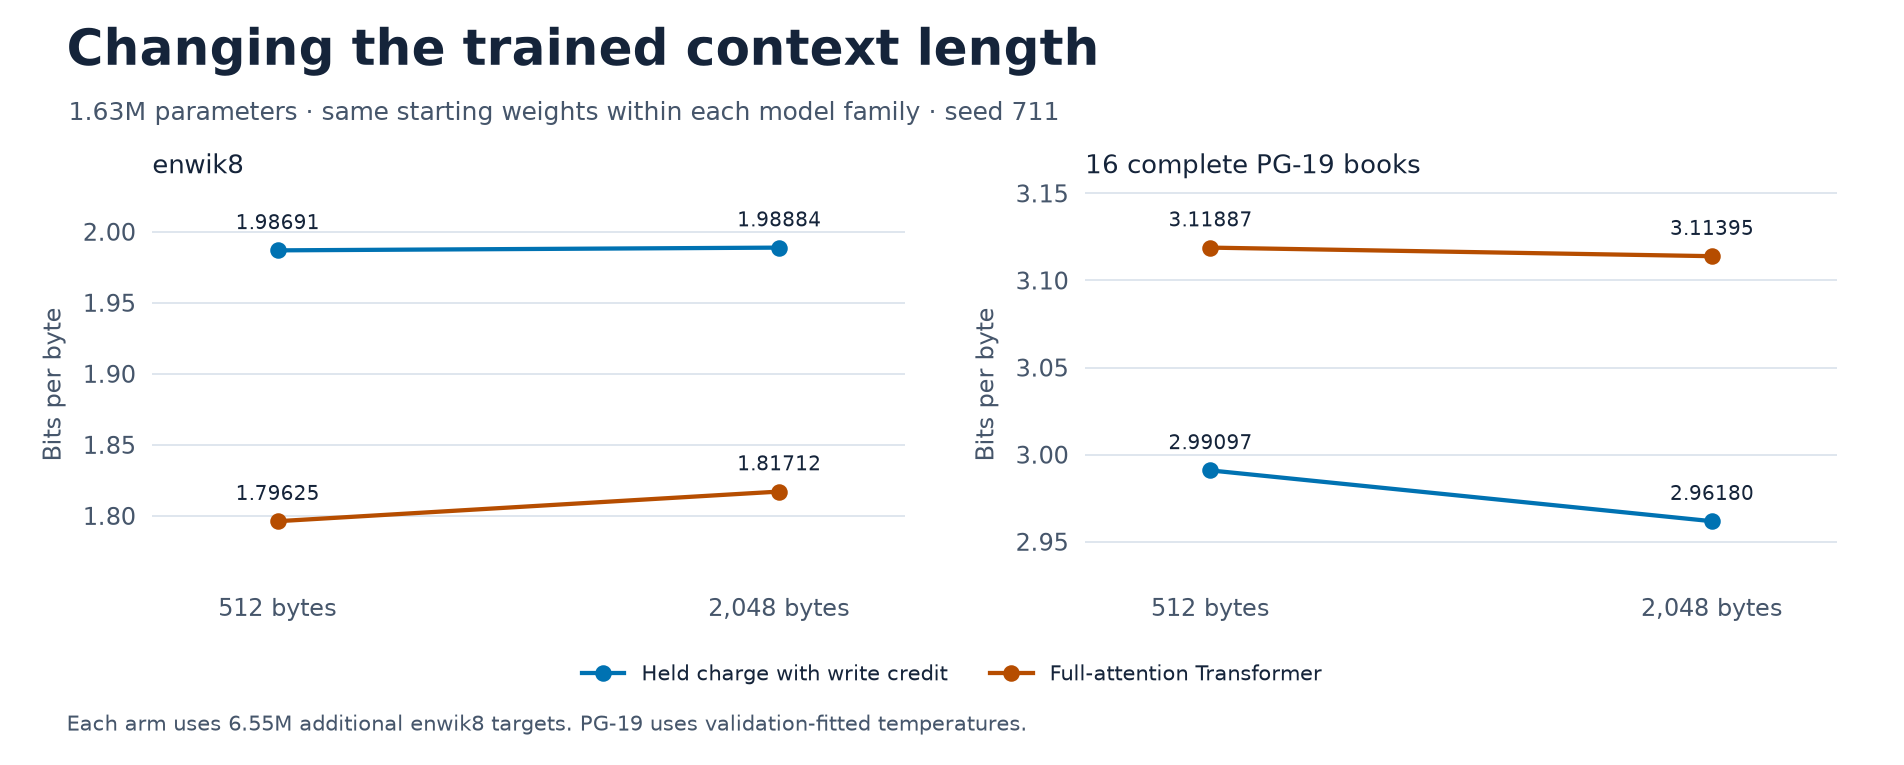 Changing the trained context length
1.63M parameters · same starting weights within each model family · seed 711
enwik8
Bits per byte
2.00
1.95
1.90
1.85
1.80
1.98691
1.98884
1.79625
1.81712
512 bytes
2,048 bytes
16 complete PG-19 books
Bits per byte
3.15
3.10
3.05
3.00
2.95
3.11887
3.11395
2.99097
2.96180
512 bytes
2,048 bytes
Held charge with write credit
Full-attention Transformer
Each arm uses 6.55M additional enwik8 targets. PG-19 uses validation-fitted temperatures.